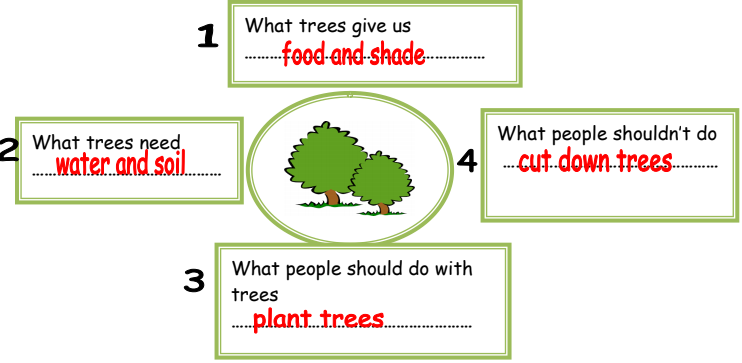 1
What trees give us
food and shade
2
What trees need
water and soil
4
What people shouldn't do
cut down trees
3
What people should do with
trees
plant trees